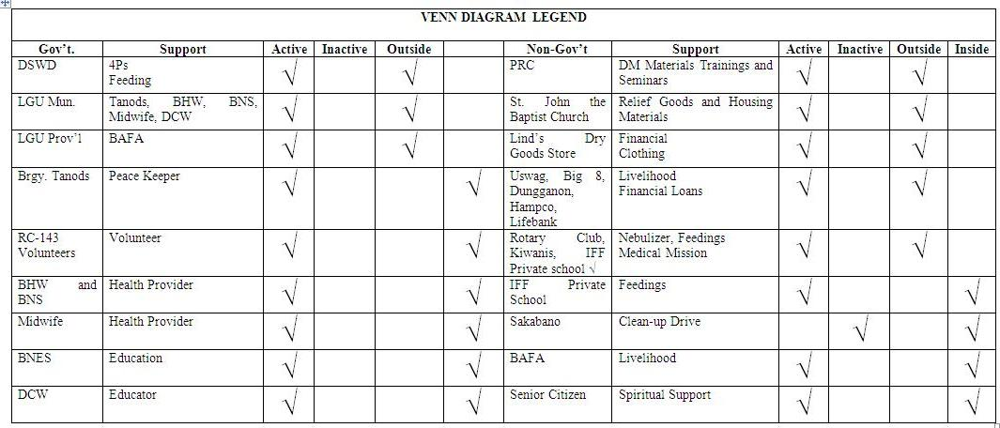 VENN DIAGRAM LEGEND
Gov't. Support Active Inactive Outside Non-Gov't Support Active Inactive Outside Inside
DSWD 4Ps √ √ PRC DM Materials Trainings and √ √
Feeding Seminars
LGU Mun. Tanods, BHW, BNS, √ √ St. John the Relief Goods and Housing √ √
Midwife, DCW Baptist Church Materials
LGU Prov'l BAFA √ √ Lind's Dry Financial √ √
Goods Store Clothing
Brgy. Tanods Peace Keeper √ √ Uswag, Big 8, Livelihood √ √
Dungganon, Financial Loans
Hampco,
Lifebank
RC-143 Volunteer √ √ Rotary Club, Nebulizer, Feedings √ √
Volunteers Kiwanis, IFF Medical Mission
Private school √
BHW and Health Provider √ √ IFF Private Feedings √ √
BNS School
Midwife Health Provider √ √ Sakabano Clean-up Drive √ √
BNES Education √ √ BAFA Livelihood √ √
DCW Educator √ √ Senior Citizen Spiritual Support √ √